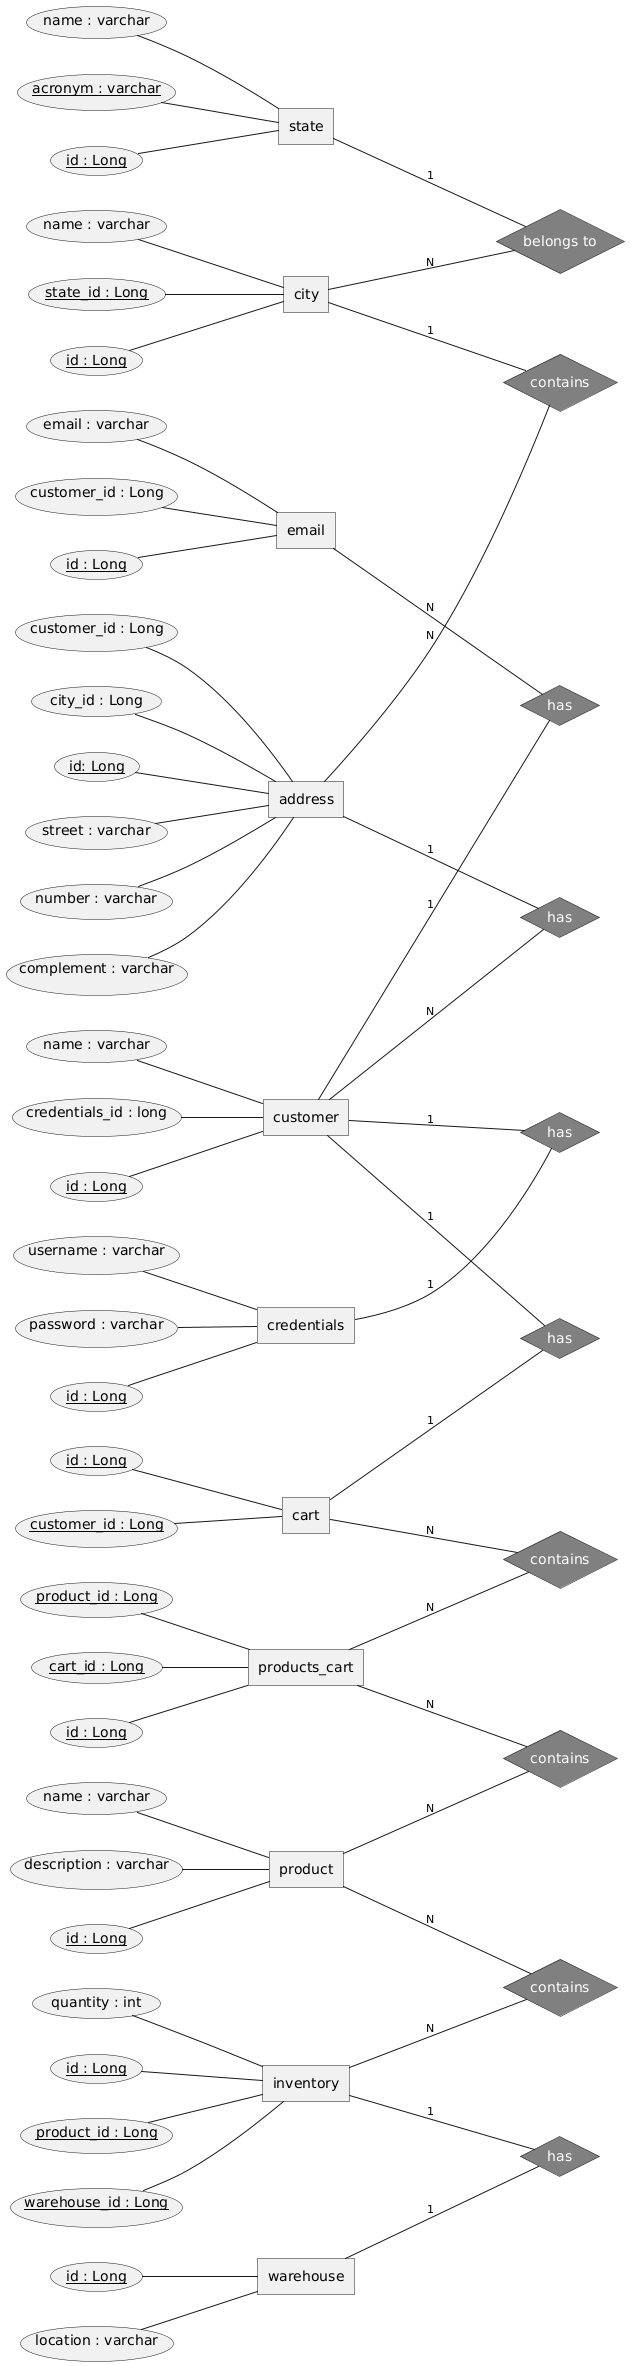 name : varchar
acronym : varchar
state
id : Long
1
name : varchar
belongs to
N
state_id : Long
city
1
id : Long
contains
email : varchar
customer_id : Long
email
id : Long
N
customer_id : Long
N
city_id : Long
has
id: Long
address
street : varchar
1
number : varchar
1
has
complement : varchar
N
name : varchar
credentials_id : long
customer
1
has
id : Long
1
username : varchar
1
password : varchar
credentials
has
id : Long
1
id : Long
cart
customer_id : Long
N
contains
product_id : Long
N
cart_id : Long
products_cart
N
id : Long
contains
name : varchar
N
description : varchar
product
N
id : Long
contains
quantity : int
N
id : Long
inventory
1
product_id : Long
has
warehouse_id : Long
1
id : Long
warehouse
location : varchar